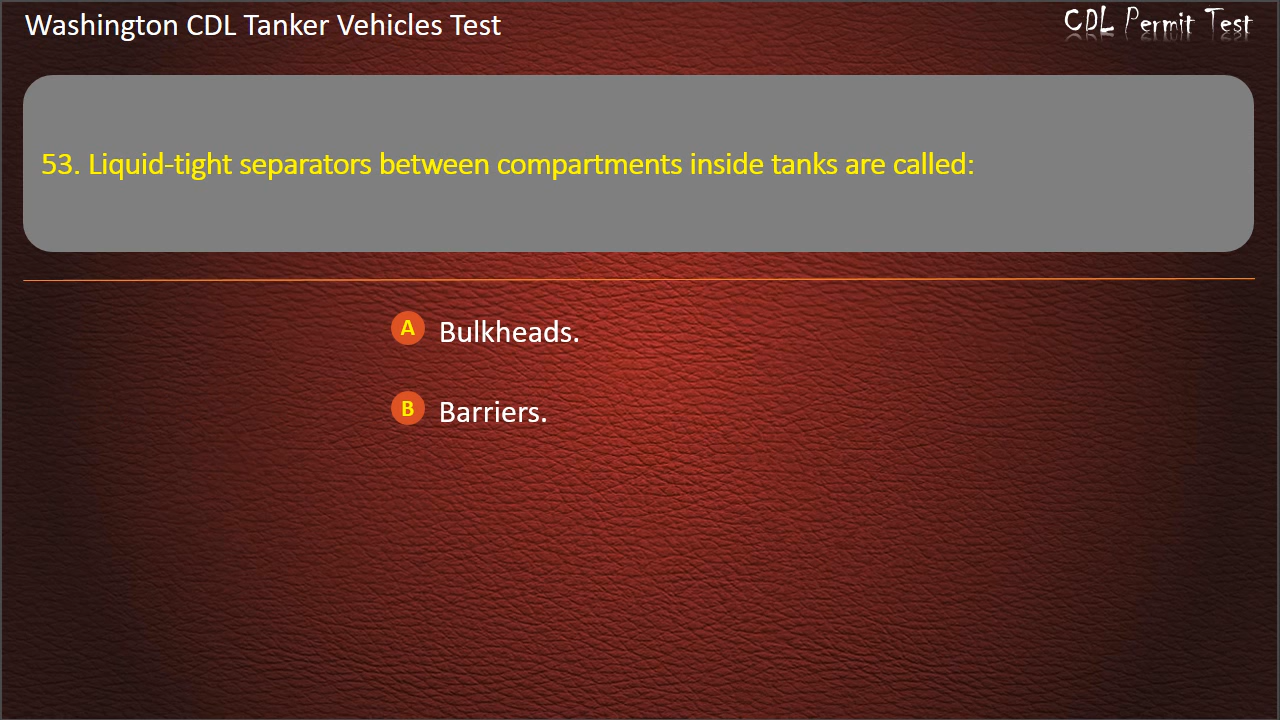 Washington CDL Tanker Vehicles Test
CDL Permit Test
53. Liquid-tight separators between compartments inside tanks are called:
A Bulkheads.
B Barriers.